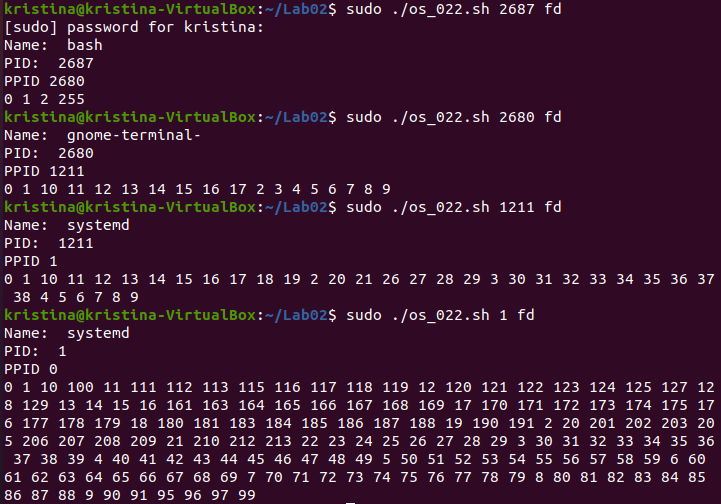 kristina@kristina-VirtualBox:~/Lab02$ sudo ./os_022.sh 2687 fd
[sudo] password for kristina:
Name:  bash
PID:  2687
PPID 2680
0 1 2 255
kristina@kristina-VirtualBox:~/Lab02$ sudo ./os_022.sh 2680 fd
Name:  gnome-terminal-
PID:  2680
PPID 1211
0 1 10 11 12 13 14 15 16 17 2 3 4 5 6 7 8 9
kristina@kristina-VirtualBox:~/Lab02$ sudo ./os_022.sh 1211 fd
Name:  systemd
PID:  1211
PPID 1
0 1 10 11 12 13 14 15 16 17 18 19 2 20 21 26 27 28 29 3 30 31 32 33 34 35 36 37
 38 4 5 6 7 8 9
kristina@kristina-VirtualBox:~/Lab02$ sudo ./os_022.sh 1 fd
Name:  systemd
PID:  1
PPID 0
0 1 10 100 11 111 112 113 115 116 117 118 119 12 120 121 122 123 124 125 127 12
8 129 13 14 15 16 161 163 164 165 166 167 168 169 17 170 171 172 173 174 175 17
6 177 178 179 18 180 181 183 184 185 186 187 188 19 190 191 2 20 201 202 203 20
5 206 207 208 209 21 210 212 213 22 23 24 25 26 27 28 29 3 30 31 32 33 34 35 36
 37 38 39 4 40 41 42 43 44 45 46 47 48 49 5 50 51 52 53 54 55 56 57 58 59 6 60
61 62 63 64 65 66 67 68 69 7 70 71 72 73 74 75 76 77 78 79 8 80 81 82 83 84 85
86 87 88 9 90 91 95 96 97 99